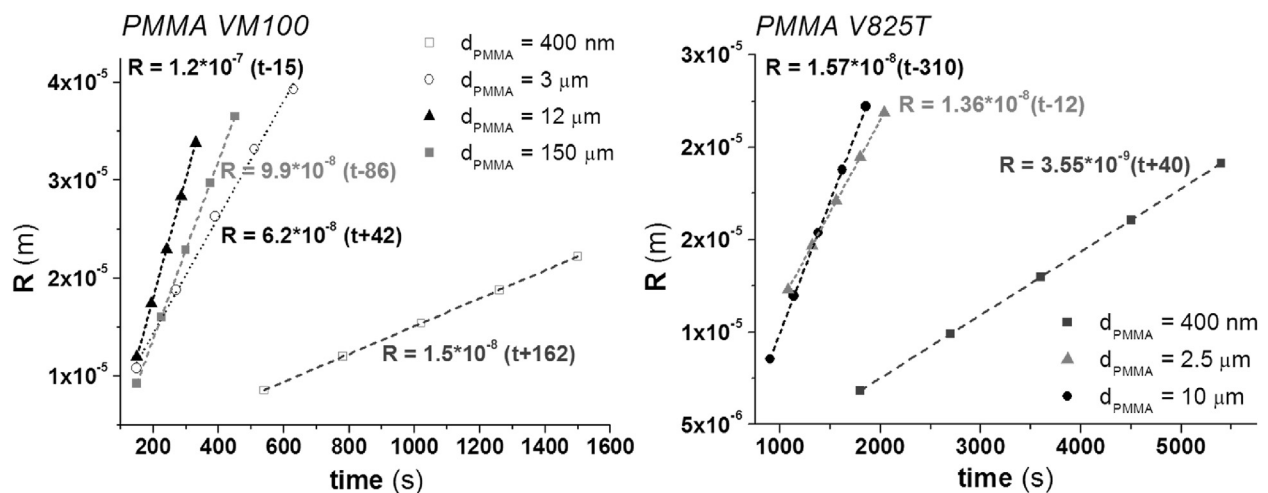 PMMA VM100
R = 1.2*10⁻⁷ (t-15)
d_PMMA = 400 nm
d_PMMA = 3 μm
d_PMMA = 12 μm
d_PMMA = 150 μm
R = 9.9*10⁻⁸ (t-86)
R = 6.2*10⁻⁸ (t+42)
R = 1.5*10⁻⁸ (t+162)
R (m)
4x10⁻⁵
3x10⁻⁵
2x10⁻⁵
1x10⁻⁵
200 400 600 800 1000 1200 1400 1600
time (s)
PMMA V825T
R = 1.57*10⁻⁸(t-310)
R = 1.36*10⁻⁸(t-12)
R = 3.55*10⁻⁹(t+40)
d_PMMA = 400 nm
d_PMMA = 2.5 μm
d_PMMA = 10 μm
R (m)
3x10⁻⁵
2x10⁻⁵
2x10⁻⁵
1x10⁻⁵
5x10⁻⁶
1000 2000 3000 4000 5000
time (s)